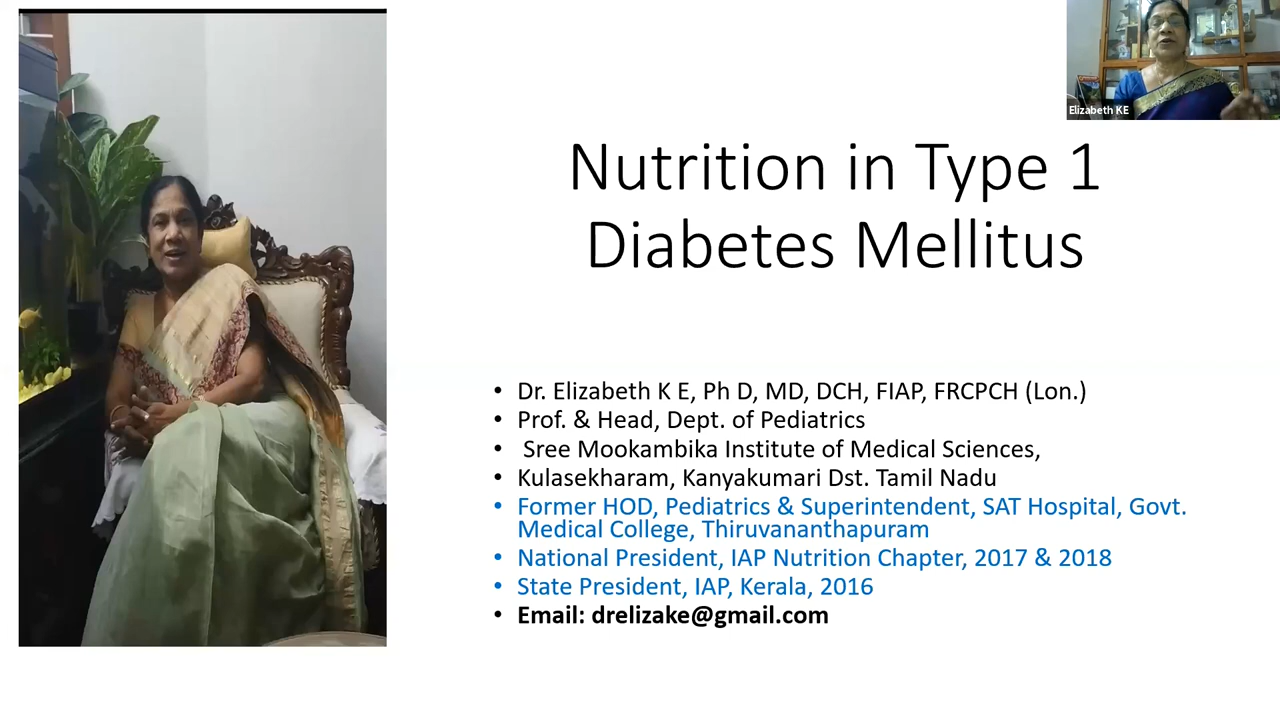 Elizabeth KE
Nutrition in Type 1
Diabetes Mellitus
• Dr. Elizabeth K E, Ph D, MD, DCH, FIAP, FRCPCH (Lon.)
• Prof. & Head, Dept. of Pediatrics
• Sree Mookambika Institute of Medical Sciences,
• Kulasekharam, Kanyakumari Dst. Tamil Nadu
• Former HOD, Pediatrics & Superintendent, SAT Hospital, Govt.
Medical College, Thiruvananthapuram
• National President, IAP Nutrition Chapter, 2017 & 2018
• State President, IAP, Kerala, 2016
• Email: drelizake@gmail.com